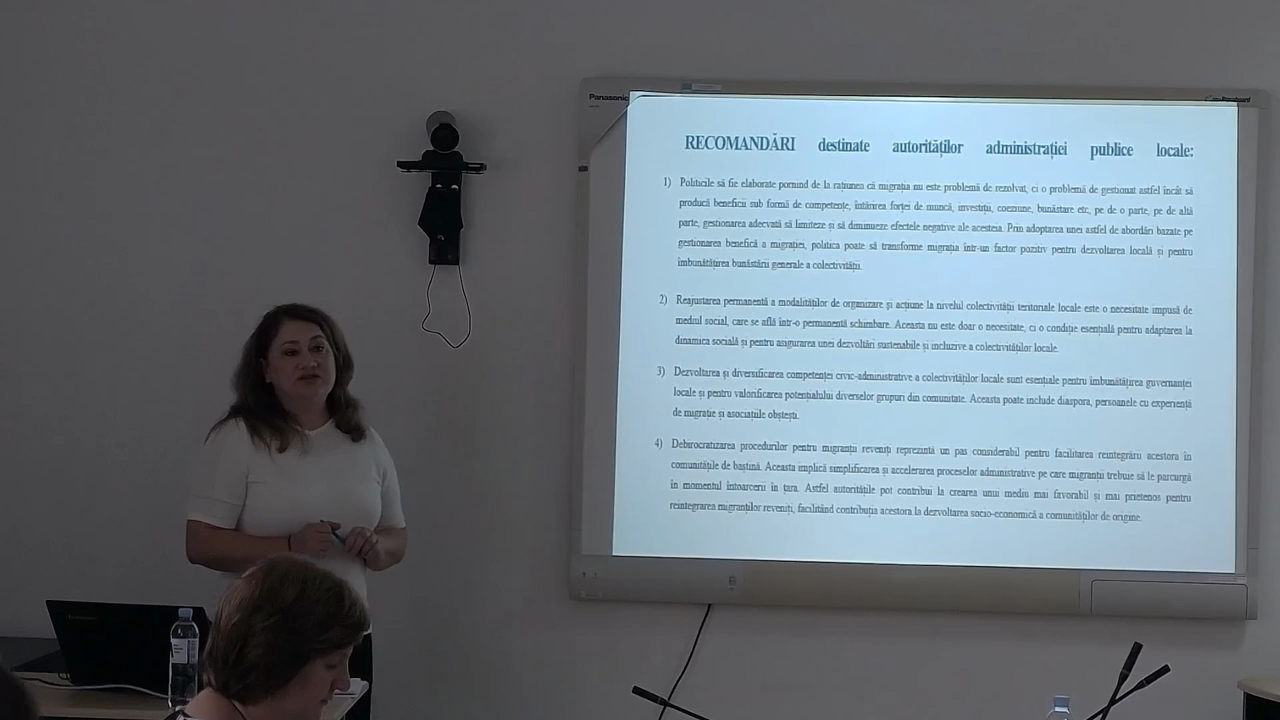 Panasonic
RECOMANDĂRI destinate autorităților administrației publice locale:
1) Politicile să fie elaborate pornind de la rațiunea că migrația nu este problemă de rezolvat, ci o problemă de gestionat astfel încât să
producă beneficii sub formă de competențe, întărirea forței de muncă, investiții, coeziune, bunăstare etc, pe de o parte, pe de altă
parte, gestionarea adecvată să limiteze și să diminueze efectele negative ale acesteia. Prin adoptarea unei astfel de abordări bazate pe
gestionarea benefică a migrației, politica poate să transforme migrația într-un factor pozitiv pentru dezvoltarea locală și pentru
îmbunătățirea bunăstării generale a colectivității.
2) Reajustarea permanentă a modalităților de organizare și acțiune la nivelul colectivității teritoriale locale este o necesitate impusă de
mediul social, care se află într-o permanentă schimbare. Aceasta nu este doar o necesitate, ci o condiție esențială pentru adaptarea la
dinamica socială și pentru asigurarea unei dezvoltări sustenabile și incluzive a colectivităților locale.
3) Dezvoltarea și diversificarea competenței civic-administrative a colectivităților locale sunt esențiale pentru îmbunătățirea guvernanței
locale și pentru valorificarea potențialului diverselor grupuri din comunitate. Aceasta poate include diaspora, persoanele cu experiență
de migrație și asociațiile obștești.
4) Debirocratizarea procedurilor pentru migranții reveniți reprezintă un pas considerabil pentru facilitarea reintegrării acestora în
comunitățile de baștină. Aceasta implică simplificarea și accelerarea proceselor administrative pe care migranții trebuie să le parcurgă
în momentul întoarcerii în țara. Astfel autoritățile pot contribui la crearea unui mediu mai favorabil și mai prietenos pentru
reintegrarea migranților reveniți, facilitând contribuția acestora la dezvoltarea socio-economică a comunităților de origine.